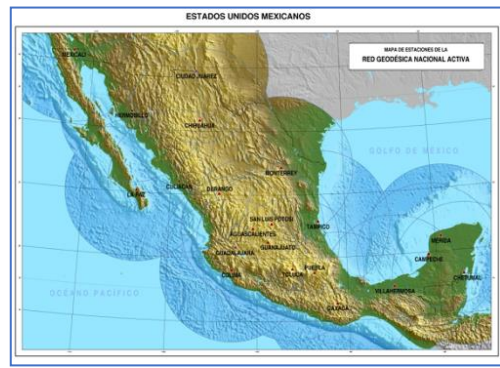 ESTADOS UNIDOS MEXICANOS
MAPA DE ESTACIONES DE LA
RED GEODÉSICA NACIONAL ACTIVA
MEXICALI
CIUDAD JUAREZ
HERMOSILLO
CHIHUAHUA
GOLFO DE MÉXICO
MONTERREY
LA PAZ
CULIACAN
DURANGO
SAN LUIS POTOSI
TAMPICO
AGUASCALIENTES
MERIDA
GUADALAJARA
GUANAJUATO
CAMPECHE
COLIMA
TOLUCA
PUEBLA
CHETUMAL
OCEANO PACÍFICO
VILLAHERMOSA
OAXACA